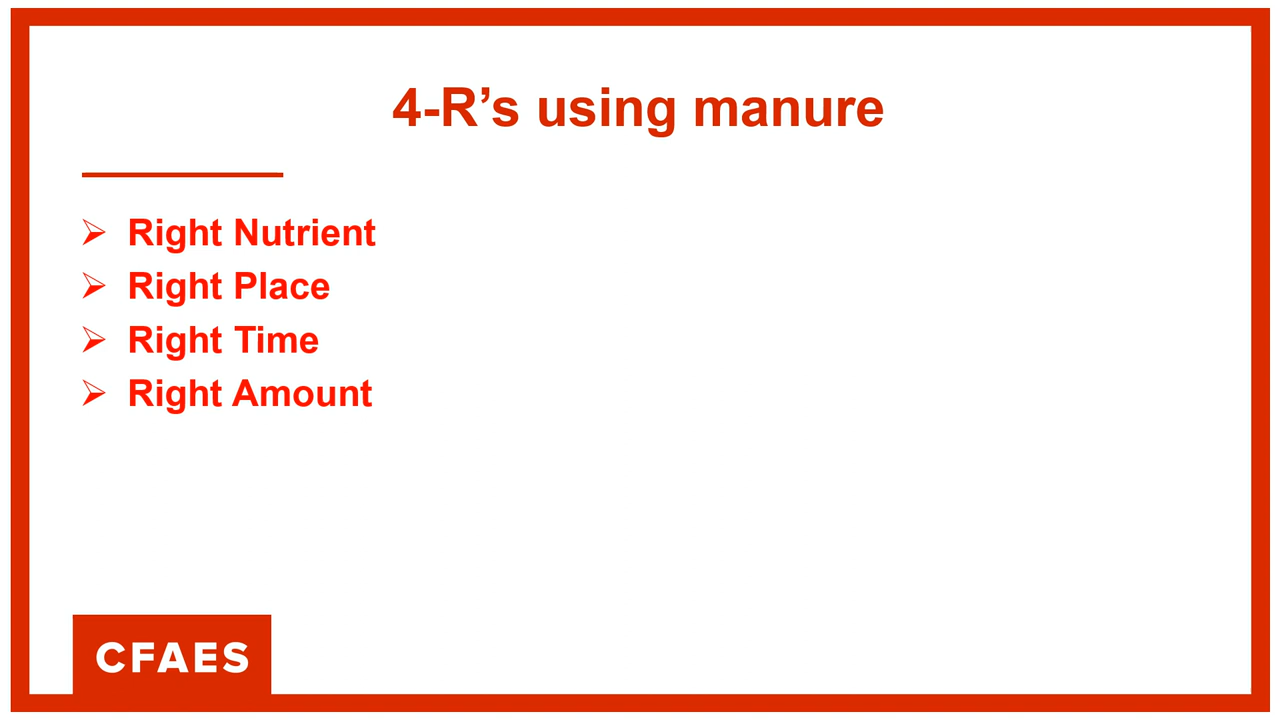 4-R’s using manure
➢ Right Nutrient
➢ Right Place
➢ Right Time
➢ Right Amount
CFAES